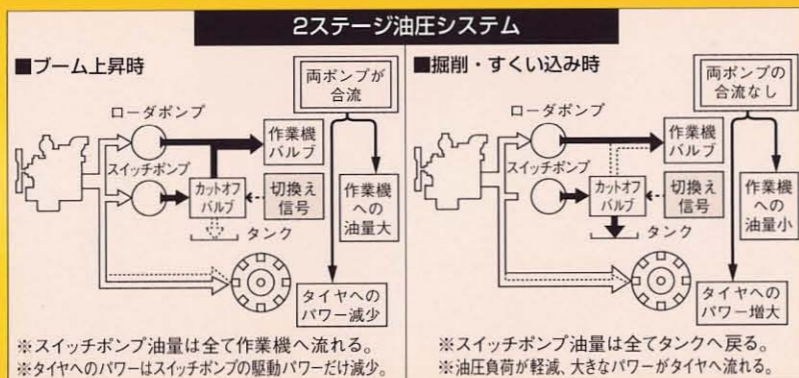 2ステージ油圧システム
■ブーム上昇時
両ポンプが
合流
ローダポンプ
作業機
バルブ
スイッチポンプ
カットオフ
バルブ
切換え
信号
作業機
への
油量大
タンク
タイヤへの
パワー減少
※スイッチポンプ油量は全て作業機へ流れる。
※タイヤへのパワーはスイッチポンプの駆動パワーだけ減少。
■掘削・すくい込み時
両ポンプの
合流なし
ローダポンプ
作業機
バルブ
スイッチポンプ
カットオフ
バルブ
切換え
信号
作業機
への
油量小
タンク
タイヤへの
パワー増大
※スイッチポンプ油量は全てタンクへ戻る。
※油圧負荷が軽減、大きなパワーがタイヤへ流れる。